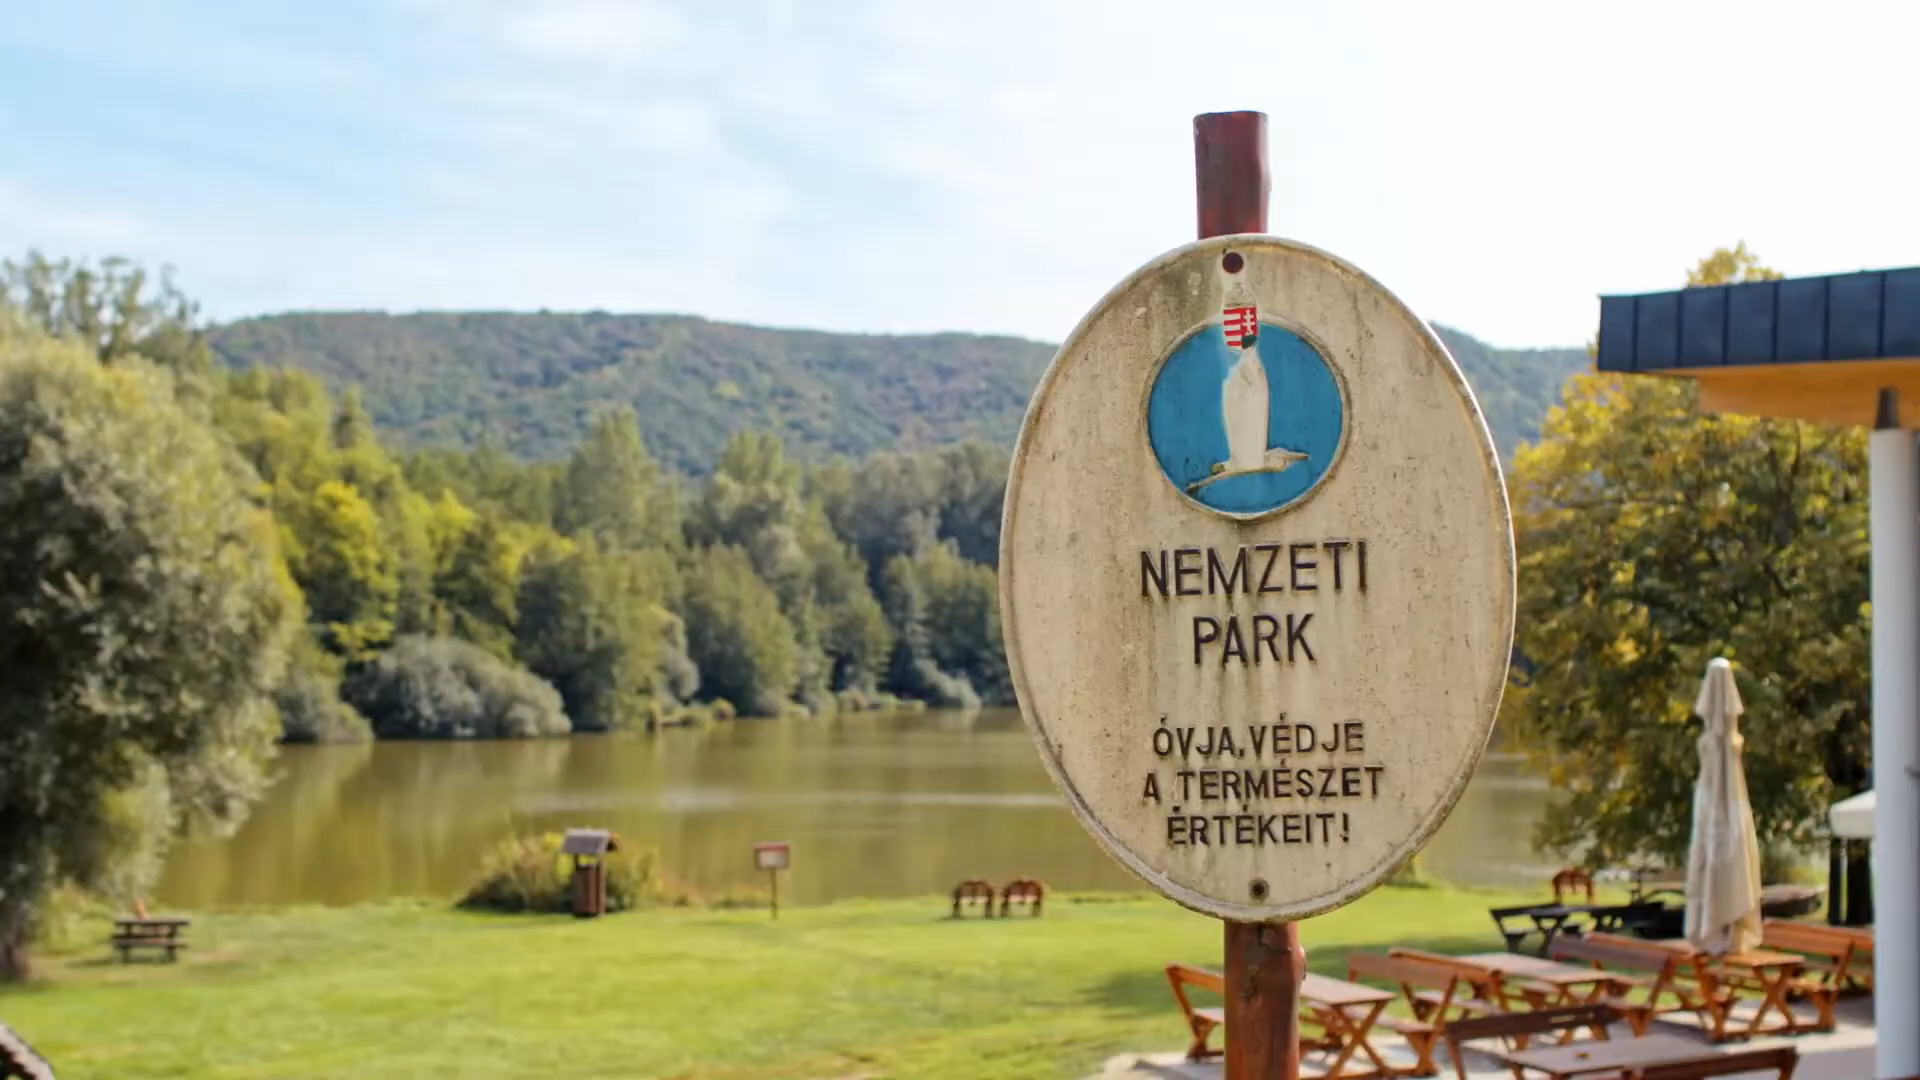 NEMZETI
PARK
ÓVJA, VÉDJE
A TERMÉSZET
ÉRTÉKEIT!